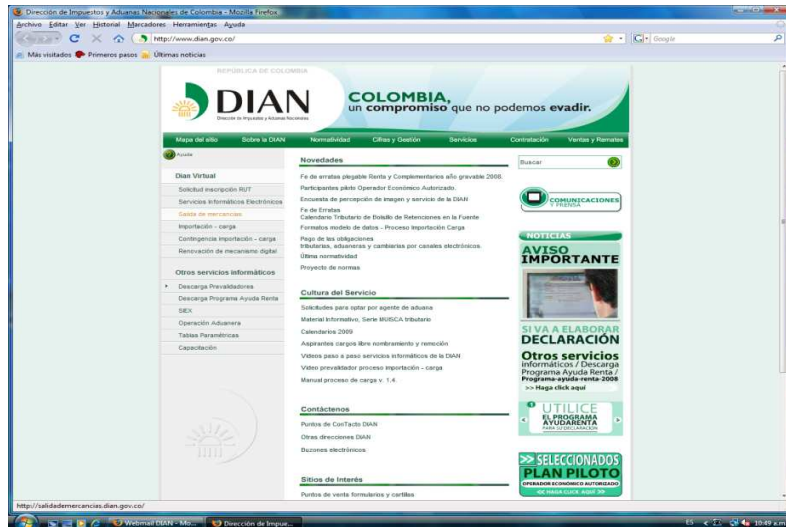 Dirección de Impuestos y Aduanas Nacionales de Colombia - Mozilla Firefox
Archivo Editar Ver Historial Marcadores Herramientas Ayuda
http://www.dian.gov.co/
Google
Más visitados Primeros pasos Últimas noticias
REPÚBLICA DE COLOMBIA
DIAN
Dirección de Impuestos y Aduanas Nacionales
COLOMBIA,
un compromiso que no podemos evadir.
Mapa del sitio Sobre la DIAN Normatividad Cifras y Gestión Servicios Contratación Ventas y Remates
Ayuda
Dian Virtual
Solicitud inscripción RUT
Servicios Informáticos Electrónicos
Salida de mercancias
Importación - carga
Contingencia importación - carga
Renovación de mecanismo digital
Otros servicios informáticos
Descarga Prevalidadores
Descarga Programa Ayuda Renta
SIEX
Operación Aduanera
Tablas Paramétricas
Capacitación
Novedades
Fe de erratas plegable Renta y Complementarios año gravable 2008.
Participantes piloto Operador Económico Autorizado.
Encuesta de percepción de imagen y servicio de la DIAN
Fe de Erratas
Calendario Tributario de Bolsillo de Retenciones en la Fuente
Formatos modelo de datos - Proceso Importación Carga
Pago de las obligaciones
tributarias, aduaneras y cambiarias por canales electrónicos.
Última normatividad
Proyecto de normas
Cultura del Servicio
Solicitudes para optar por agente de aduana
Material Informativo, Serie MUISCA tributario
Calendarios 2009
Aspirantes cargos libre nombramiento y remoción
Videos paso a paso servicios informáticos de la DIAN
Video prevalidador proceso importación - carga
Manual proceso de carga v. 1.4
Contáctenos
Puntos de ConTacto DIAN
Otras direcciones DIAN
Buzones electrónicos
Sitios de Interés
Puntos de venta formularios y cartillas
Buscar
COMUNICACIONES
Y PRENSA
NOTICIAS
AVISO
IMPORTANTE
SI VA A ELABORAR
DECLARACIÓN
Otros servicios
informáticos / Descarga
Programa Ayuda Renta /
Programa-ayuda-renta-2008
>> Haga click aquí
UTILICE
EL PROGRAMA
AYUDARENTA
PARA SU DECLARACIÓN
>> SELECCIONADOS
PLAN PILOTO
OPERADOR ECONÓMICO AUTORIZADO
<< HAGA CLICK AQUÍ >>
http://salidademercancias.dian.gov.co/
Webmail DIAN - Mo... Dirección de Impue... ES 10:49 a.m.